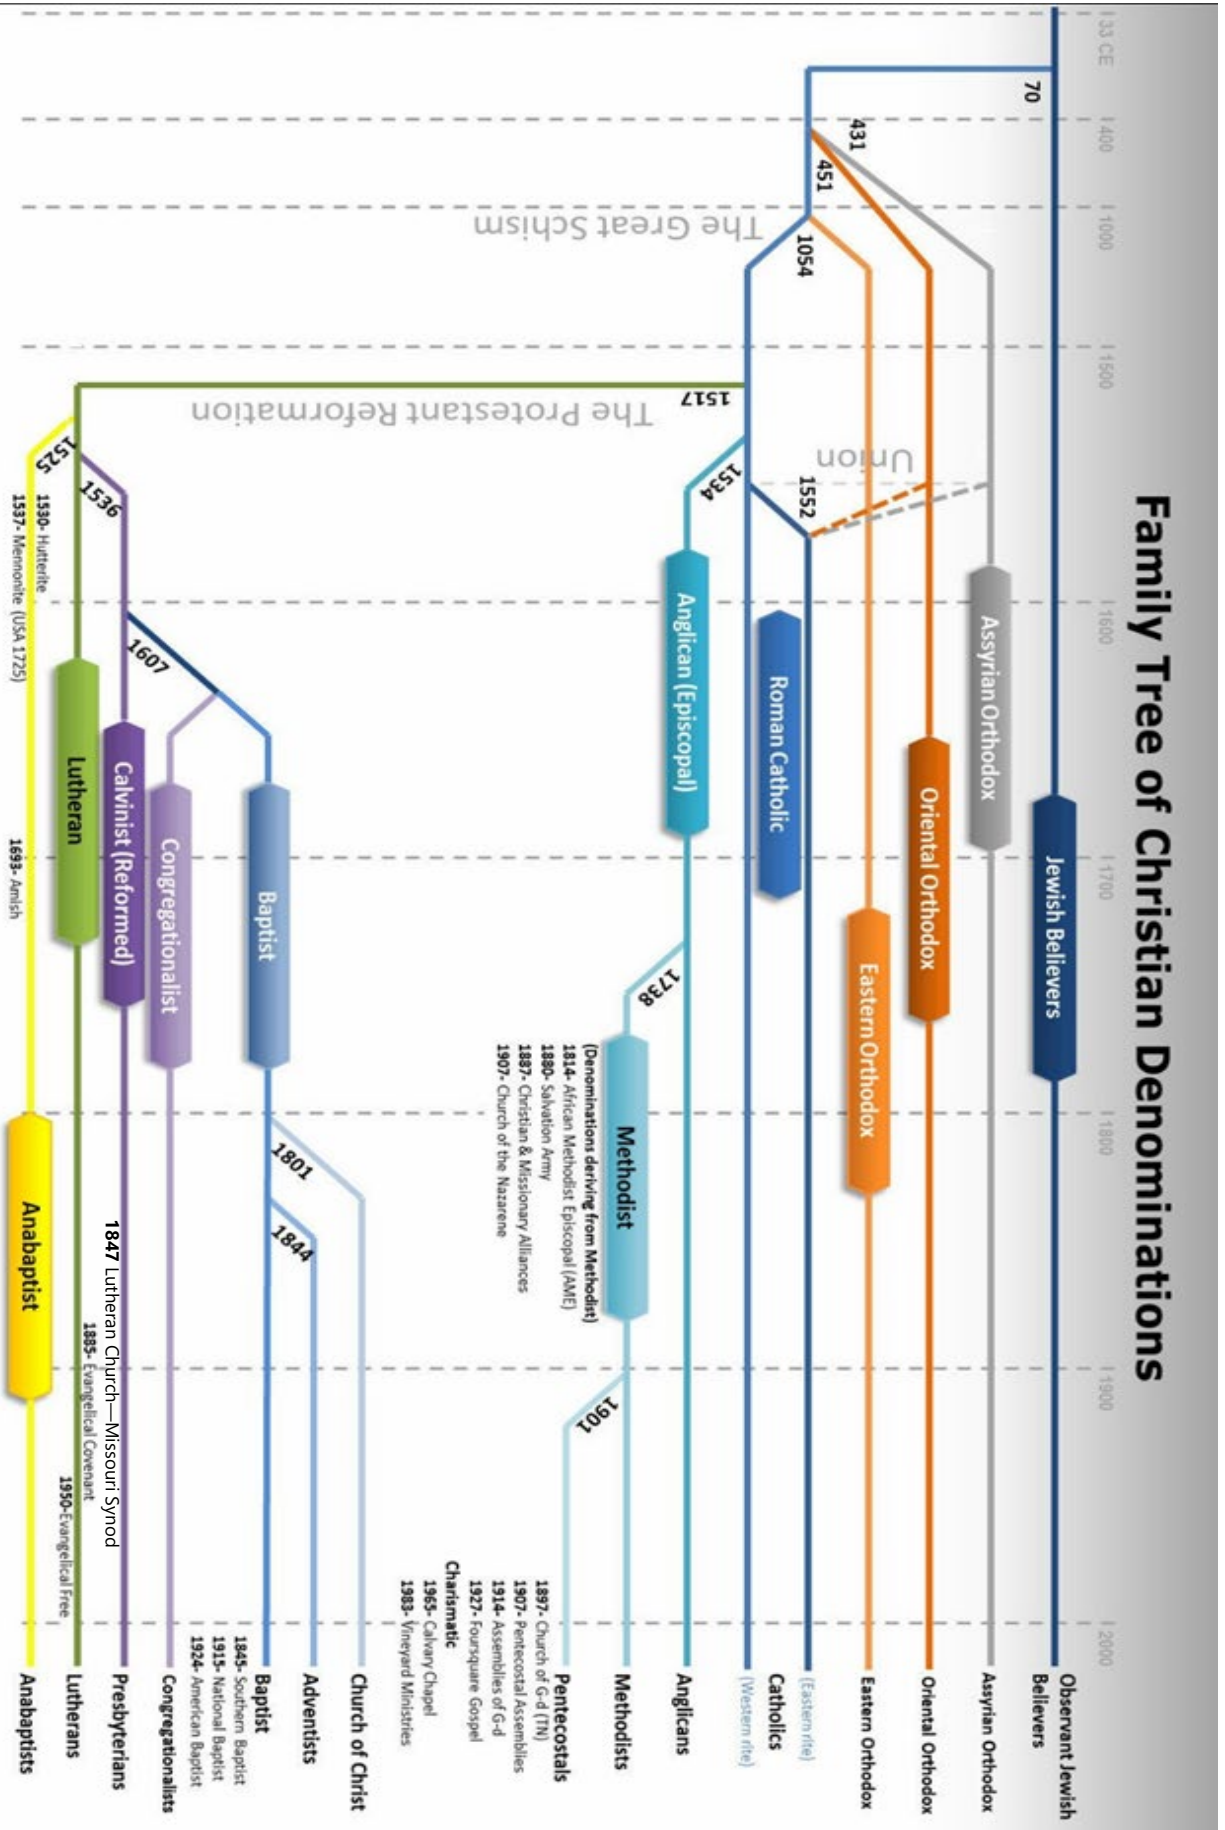 Family Tree of Christian Denominations
33 CE
400
1000
1500
1600
1700
1800
1900
2000
70
Jewish Believers
Observant Jewish
Believers
431
Assyrian Orthodox
Assyrian Orthodox
451
Oriental Orthodox
Oriental Orthodox
1054
Eastern Orthodox
Eastern Orthodox
The Great Schism
Union
1552
(Eastern rite)
Roman Catholic
Catholics
(Western rite)
1517
The Protestant Reformation
1534
Anglican (Episcopal)
Anglicans
1738
Methodist
Methodists
(Denominations deriving from Methodist)
1814- African Methodist Episcopal (AME)
1880- Salvation Army
1887- Christian & Missionary Alliances
1907- Church of the Nazarene
1901
Pentecostals
1897- Church of G-d (TN)
1907- Pentecostal Assemblies
1914- Assemblies of G-d
1927- Foursquare Gospel
Charismatic
1965- Calvary Chapel
1983- Vineyard Ministries
1801
Church of Christ
1844
Adventists
1607
Baptist
Baptist
1845- Southern Baptist
1915- National Baptist
1924- American Baptist
Congregationalist
Congregationalists
1536
Calvinist (Reformed)
Presbyterians
1847 Lutheran Church—Missouri Synod
1885- Evangelical Covenant
Lutheran
Lutherans
1950-Evangelical Free
1525
1530- Hutterite
1537- Mennonite (USA 1725)
1693- Amish
Anabaptist
Anabaptists